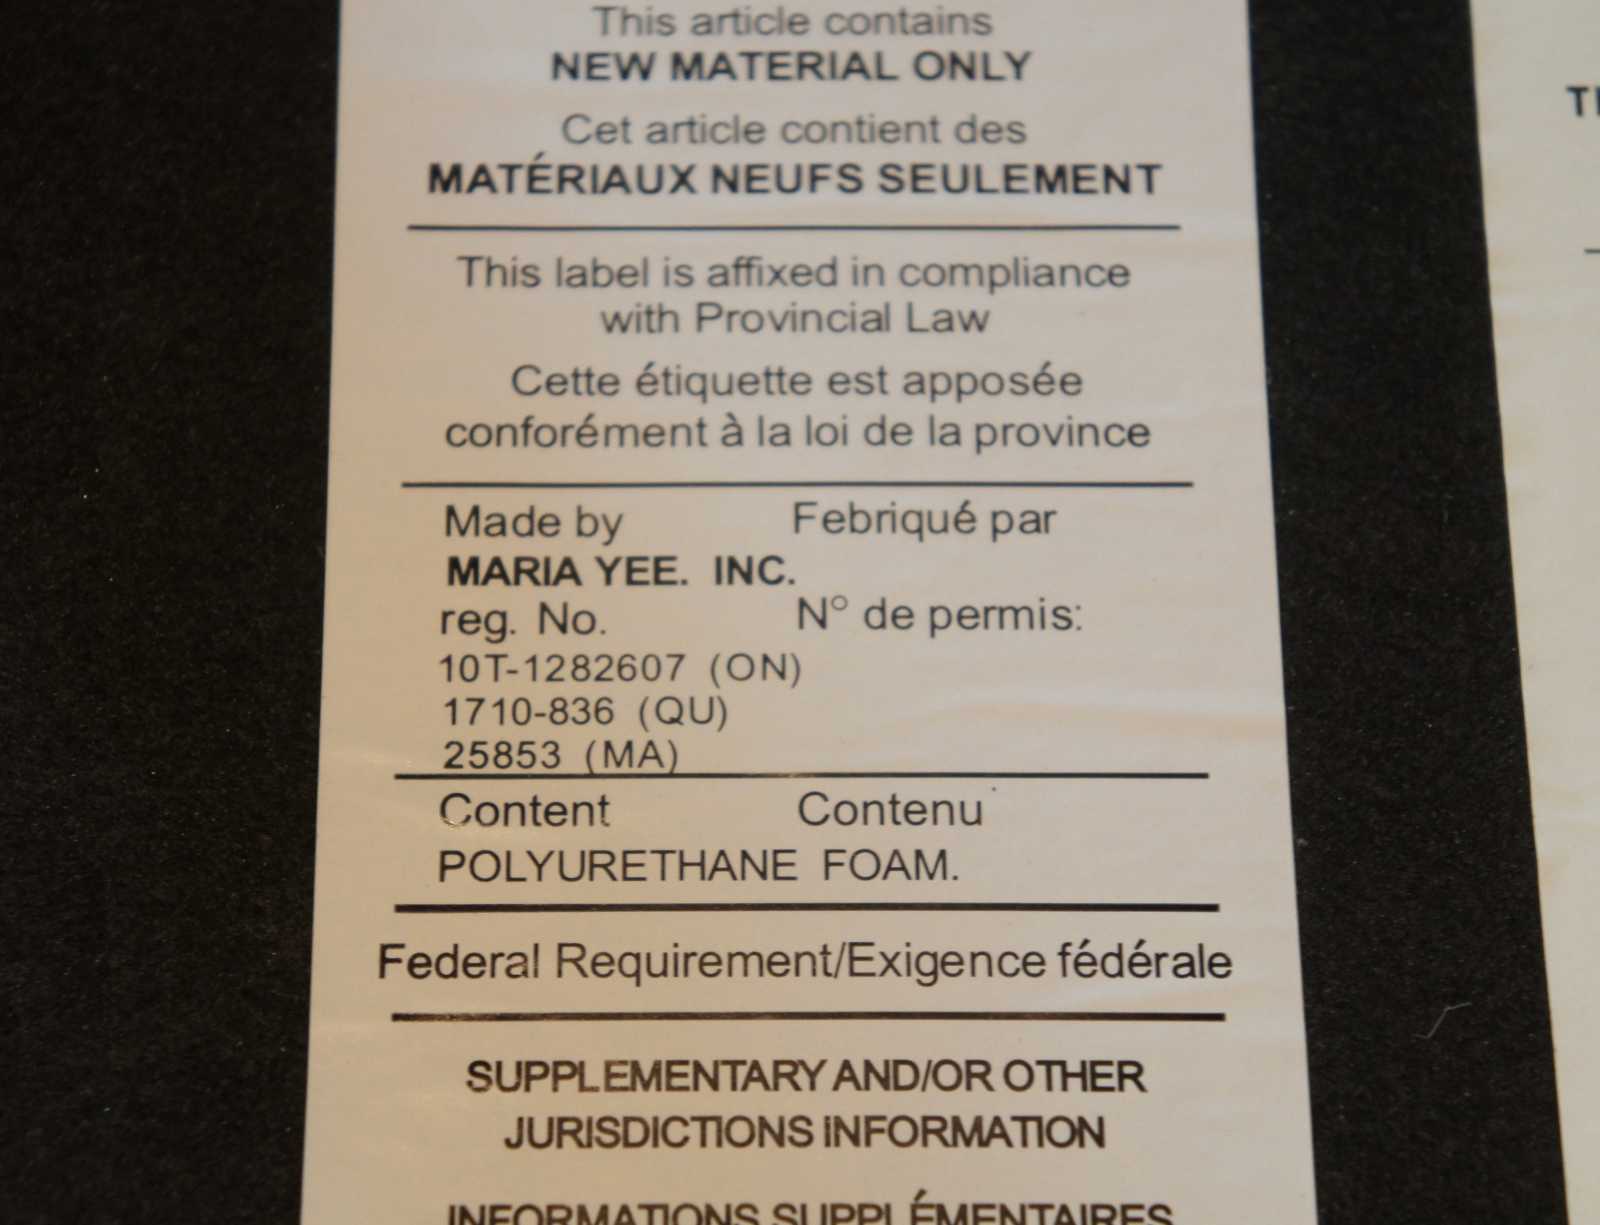 This article contains
NEW MATERIAL ONLY
Cet article contient des
MATÉRIAUX NEUFS SEULEMENT
This label is affixed in compliance
with Provincial Law
Cette étiquette est apposée
conforément à la loi de la province
Made by Febriqué par
MARIA YEE. INC.
reg. No. N° de permis:
10T-1282607 (ON)
1710-836 (QU)
25853 (MA)
Content Contenu
POLYURETHANE FOAM.
Federal Requirement/Exigence fédérale
SUPPLEMENTARY AND/OR OTHER
JURISDICTIONS INFORMATION
INFORMATIONS SUPPLÉMENTAIRES